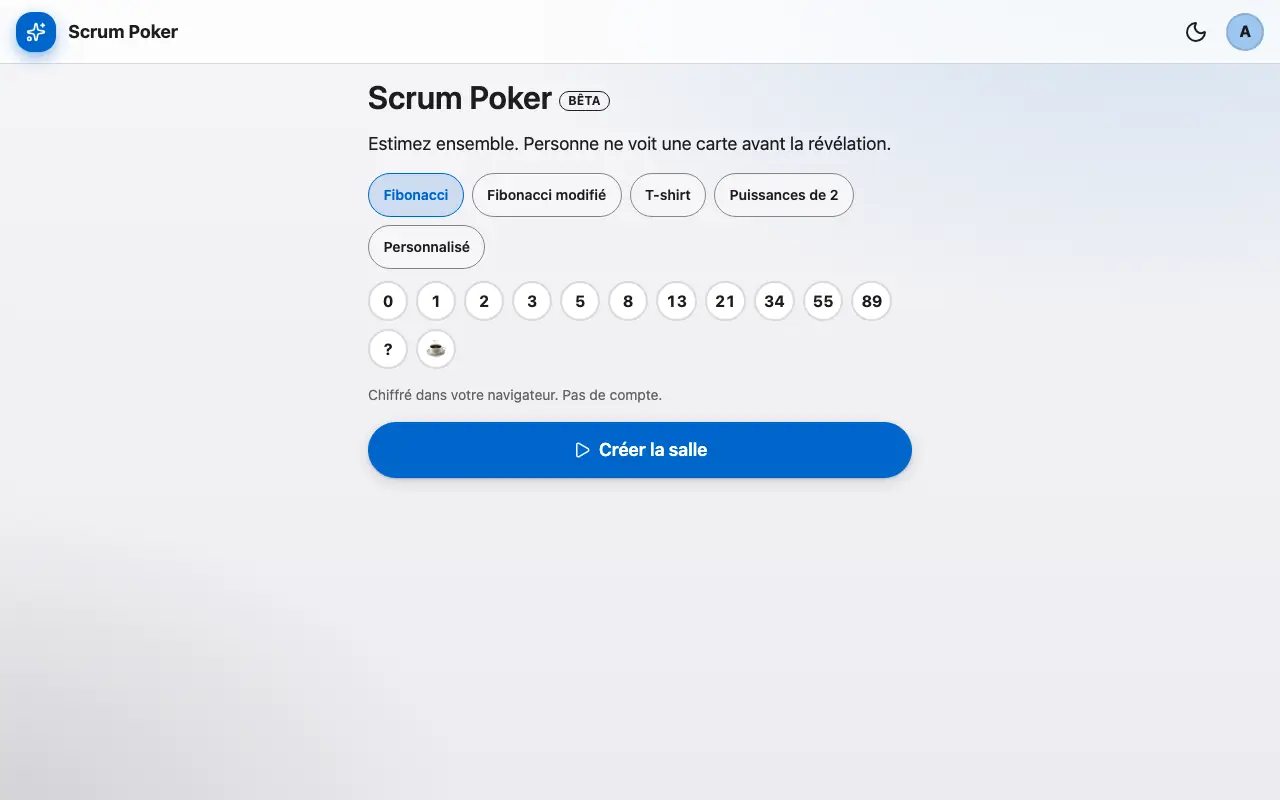 Scrum Poker
A
Scrum Poker BÊTA
Estimez ensemble. Personne ne voit une carte avant la révélation.
Fibonacci Fibonacci modifié T-shirt Puissances de 2
Personnalisé
0 1 2 3 5 8 13 21 34 55 89
?
Chiffré dans votre navigateur. Pas de compte.
Créer la salle